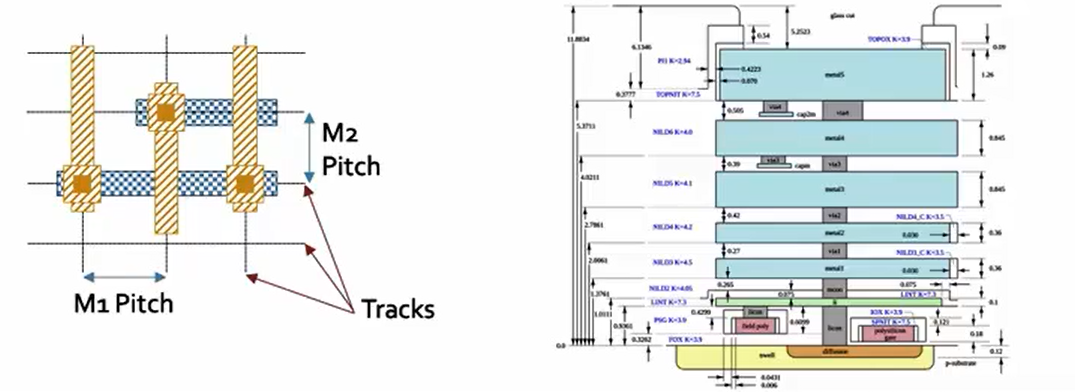 M2
Pitch
M1 Pitch
Tracks
glass cut
11.8834
6.1346
0.54
5.2523
TOPOX K=3.9
0.09
PI1 K=2.94
0.4223
0.070
metal5
1.26
0.3777
TOPNIT K=7.5
5.3711
0.505
via4
cap2m
via4
NILD6 K=4.0
metal4
0.845
0.39
via3
capm
via3
4.0211
NILD5 K=4.1
metal3
0.845
2.7861
0.42
via2
NILD4_C K=3.5
NILD4 K=4.2
metal2
0.030
0.36
2.0061
0.27
via1
NILD3_C K=3.5
NILD3 K=4.5
metal1
0.030
0.36
1.3761
0.265
0.075
NILD2 K=4.05
mcon
0.075
LINT K=7.3
LINT K=7.3
li
0.1
1.0111
0.9361
PSG K=3.9
0.4299
licon
0.6099
licon
IOX K=3.9
SPNIT K=7.5
0.121
field poly
polysilicon
gate
0.18
0.3262
FOX K=3.9
0.0
nwell
diffusion
p-substrate
0.12
0.0431
0.006